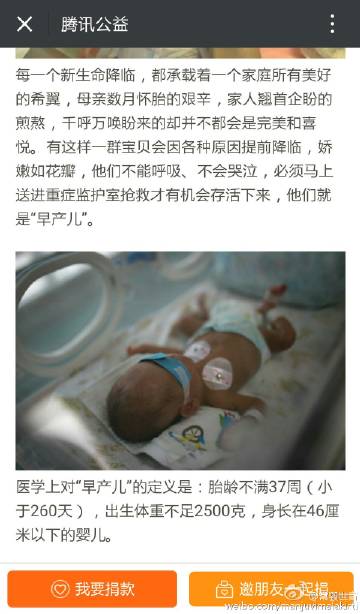 腾讯公益
每一个新生命降临，都承载着一个家庭所有美好
的希翼，母亲数月怀胎的艰辛，家人翘首企盼的
煎熬，千呼万唤盼来的却并不都会是完美和喜
悦。有这样一群宝贝会因各种原因提前降临，娇
嫩如花瓣，他们不能呼吸、不会哭泣，必须马上
送进重症监护室抢救才有机会存活下来，他们就
是“早产儿”。
医学上对“早产儿”的定义是：胎龄不满37周（小
于260天），出生体重不足2500克，身长在46厘
米以下的婴儿。
我要捐款
邀朋友一起捐